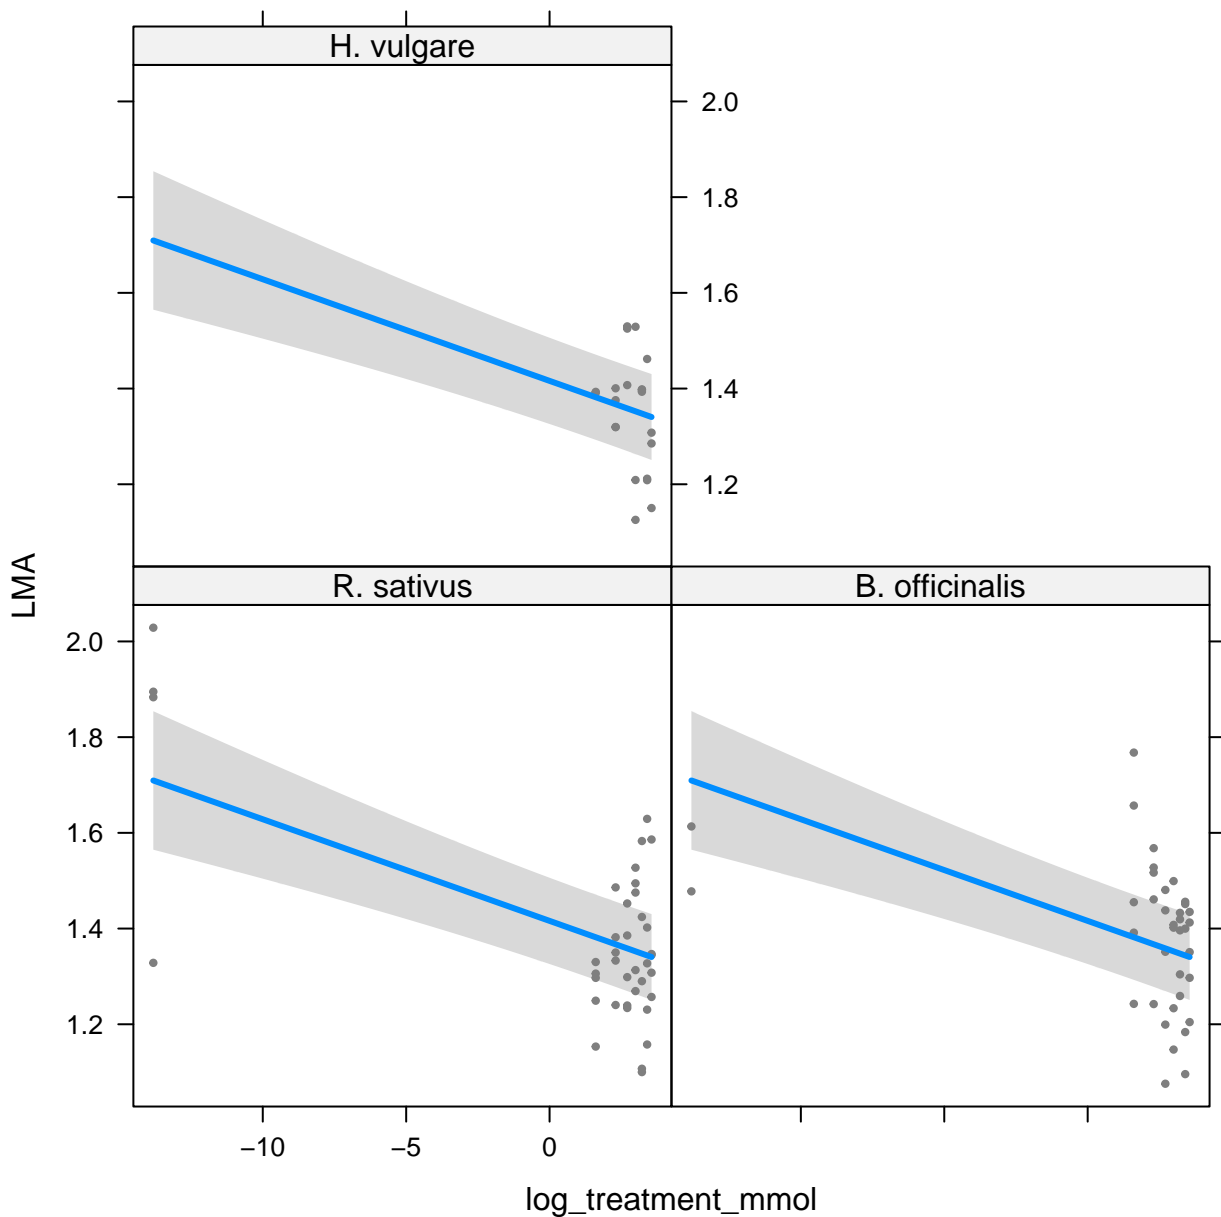 H. vulgare
2.0
1.8
1.6
1.4
1.2
LMA
R. sativus
B. officinalis
2.0
1.8
1.6
1.4
1.2
−10
−5
0
log_treatment_mmol